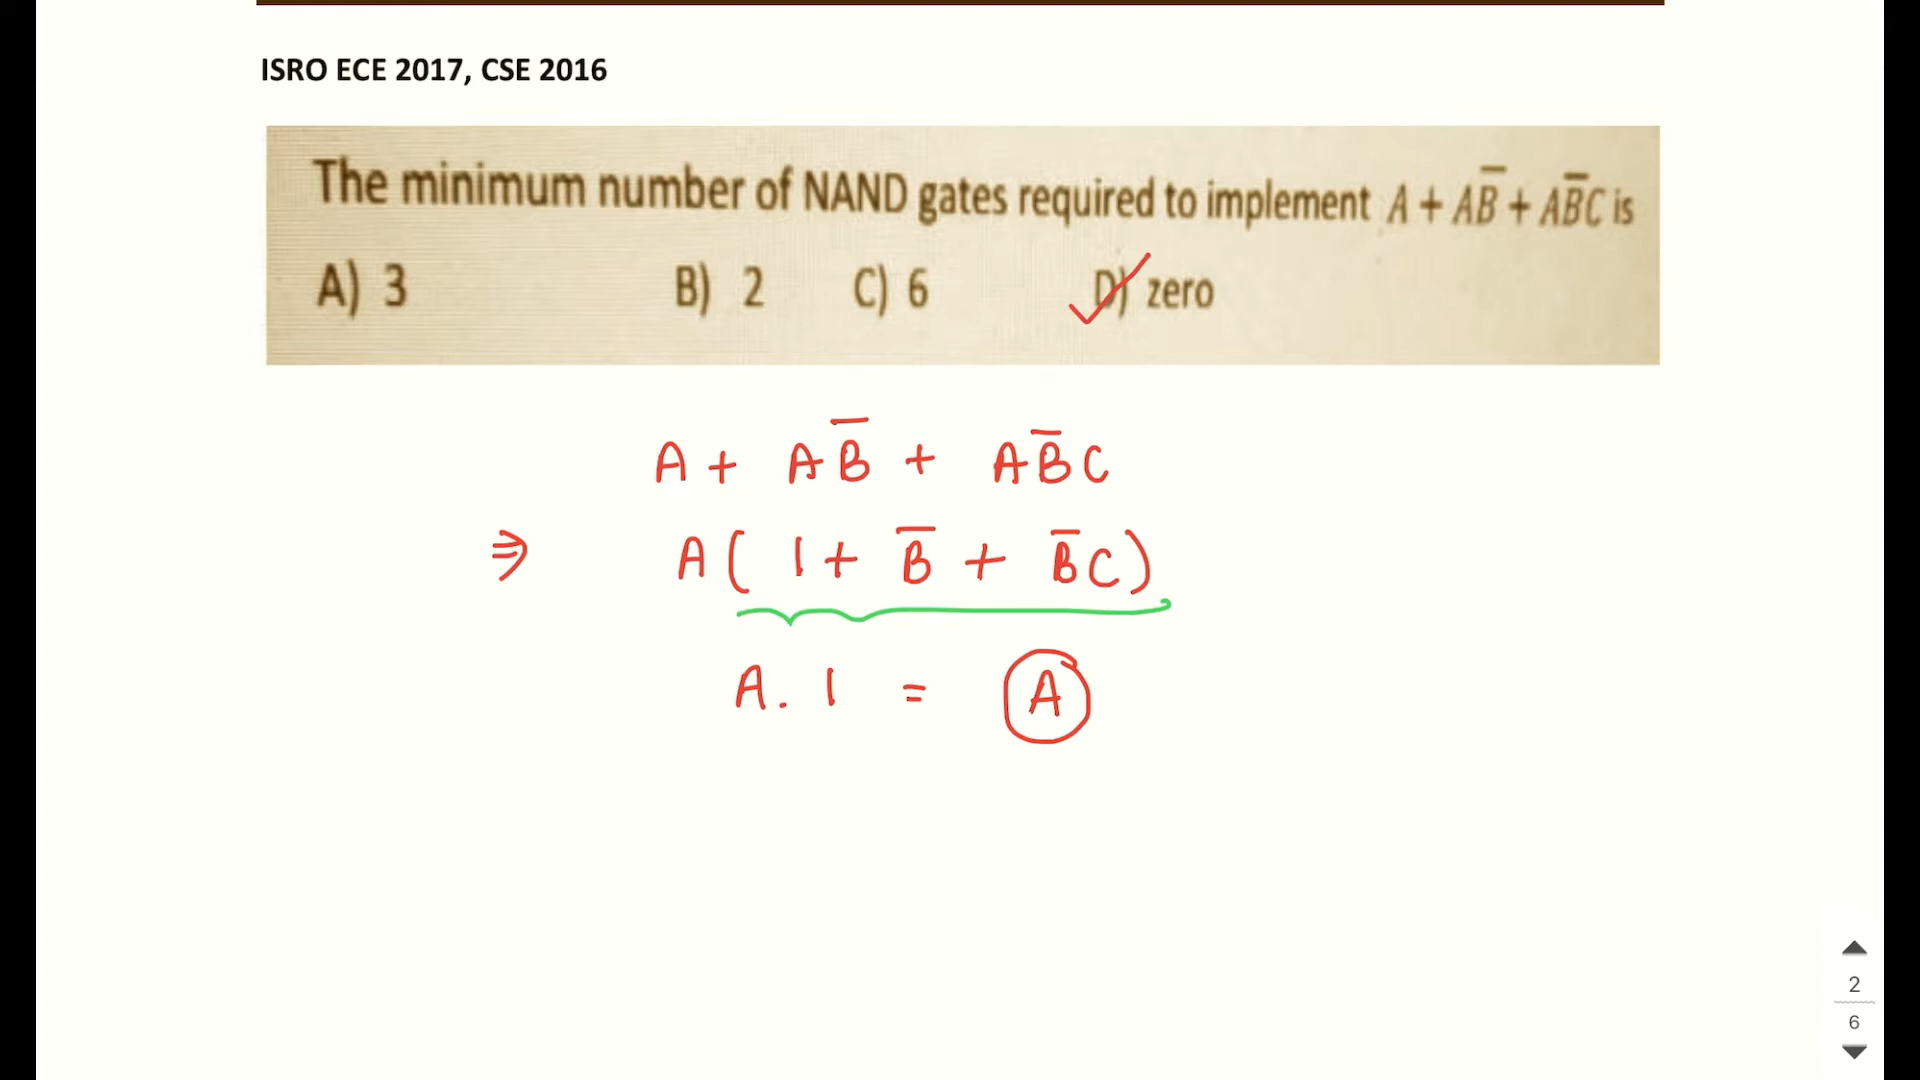 ISRO ECE 2017, CSE 2016
The minimum number of NAND gates required to implement A + AB̅ + AB̅C is
A) 3 B) 2 C) 6 D) zero
A + AB̅ + AB̅C
⇒ A( 1 + B̅ + B̅C)
A. 1 = A
2
6